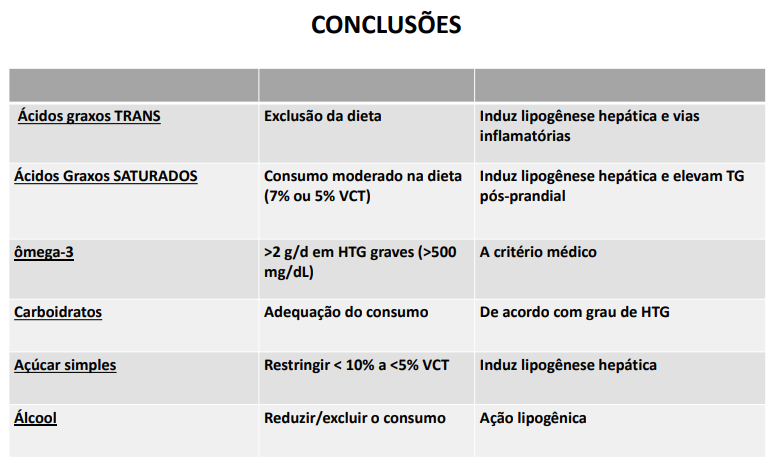 CONCLUSÕES
Ácidos graxos TRANS
Exclusão da dieta
Induz lipogênese hepática e vias
inflamatórias
Ácidos Graxos SATURADOS
Consumo moderado na dieta
(7% ou 5% VCT)
Induz lipogênese hepática e elevam TG
pós-prandial
ômega-3
>2 g/d em HTG graves (>500
mg/dL)
A critério médico
Carboidratos
Adequação do consumo
De acordo com grau de HTG
Açúcar simples
Restringir < 10% a <5% VCT
Induz lipogênese hepática
Álcool
Reduzir/excluir o consumo
Ação lipogênica